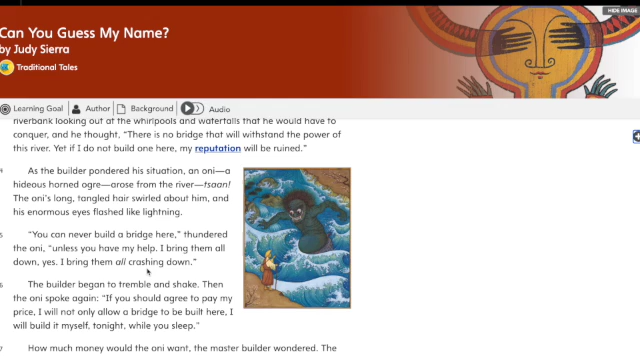 HIDE IMAGE
Can You Guess My Name?
by Judy Sierra
Traditional Tales
Learning Goal
Author
Background
Audio
riverbank looking out at the whirlpools and waterfalls that he would have to
conquer, and he thought, “There is no bridge that will withstand the power of
this river. Yet if I do not build one here, my reputation will be ruined.”
4
As the builder pondered his situation, an oni—a
hideous horned ogre—arose from the river—tsaan!
The oni’s long, tangled hair swirled about him, and
his enormous eyes flashed like lightning.
5
“You can never build a bridge here,” thundered
the oni, “unless you have my help. I bring them all
down, yes. I bring them all crashing down.”
6
The builder began to tremble and shake. Then
the oni spoke again: “If you should agree to pay my
price, I will not only allow a bridge to be built here, I
will build it myself, tonight, while you sleep.”
7
How much money would the oni want, the master builder wondered. The